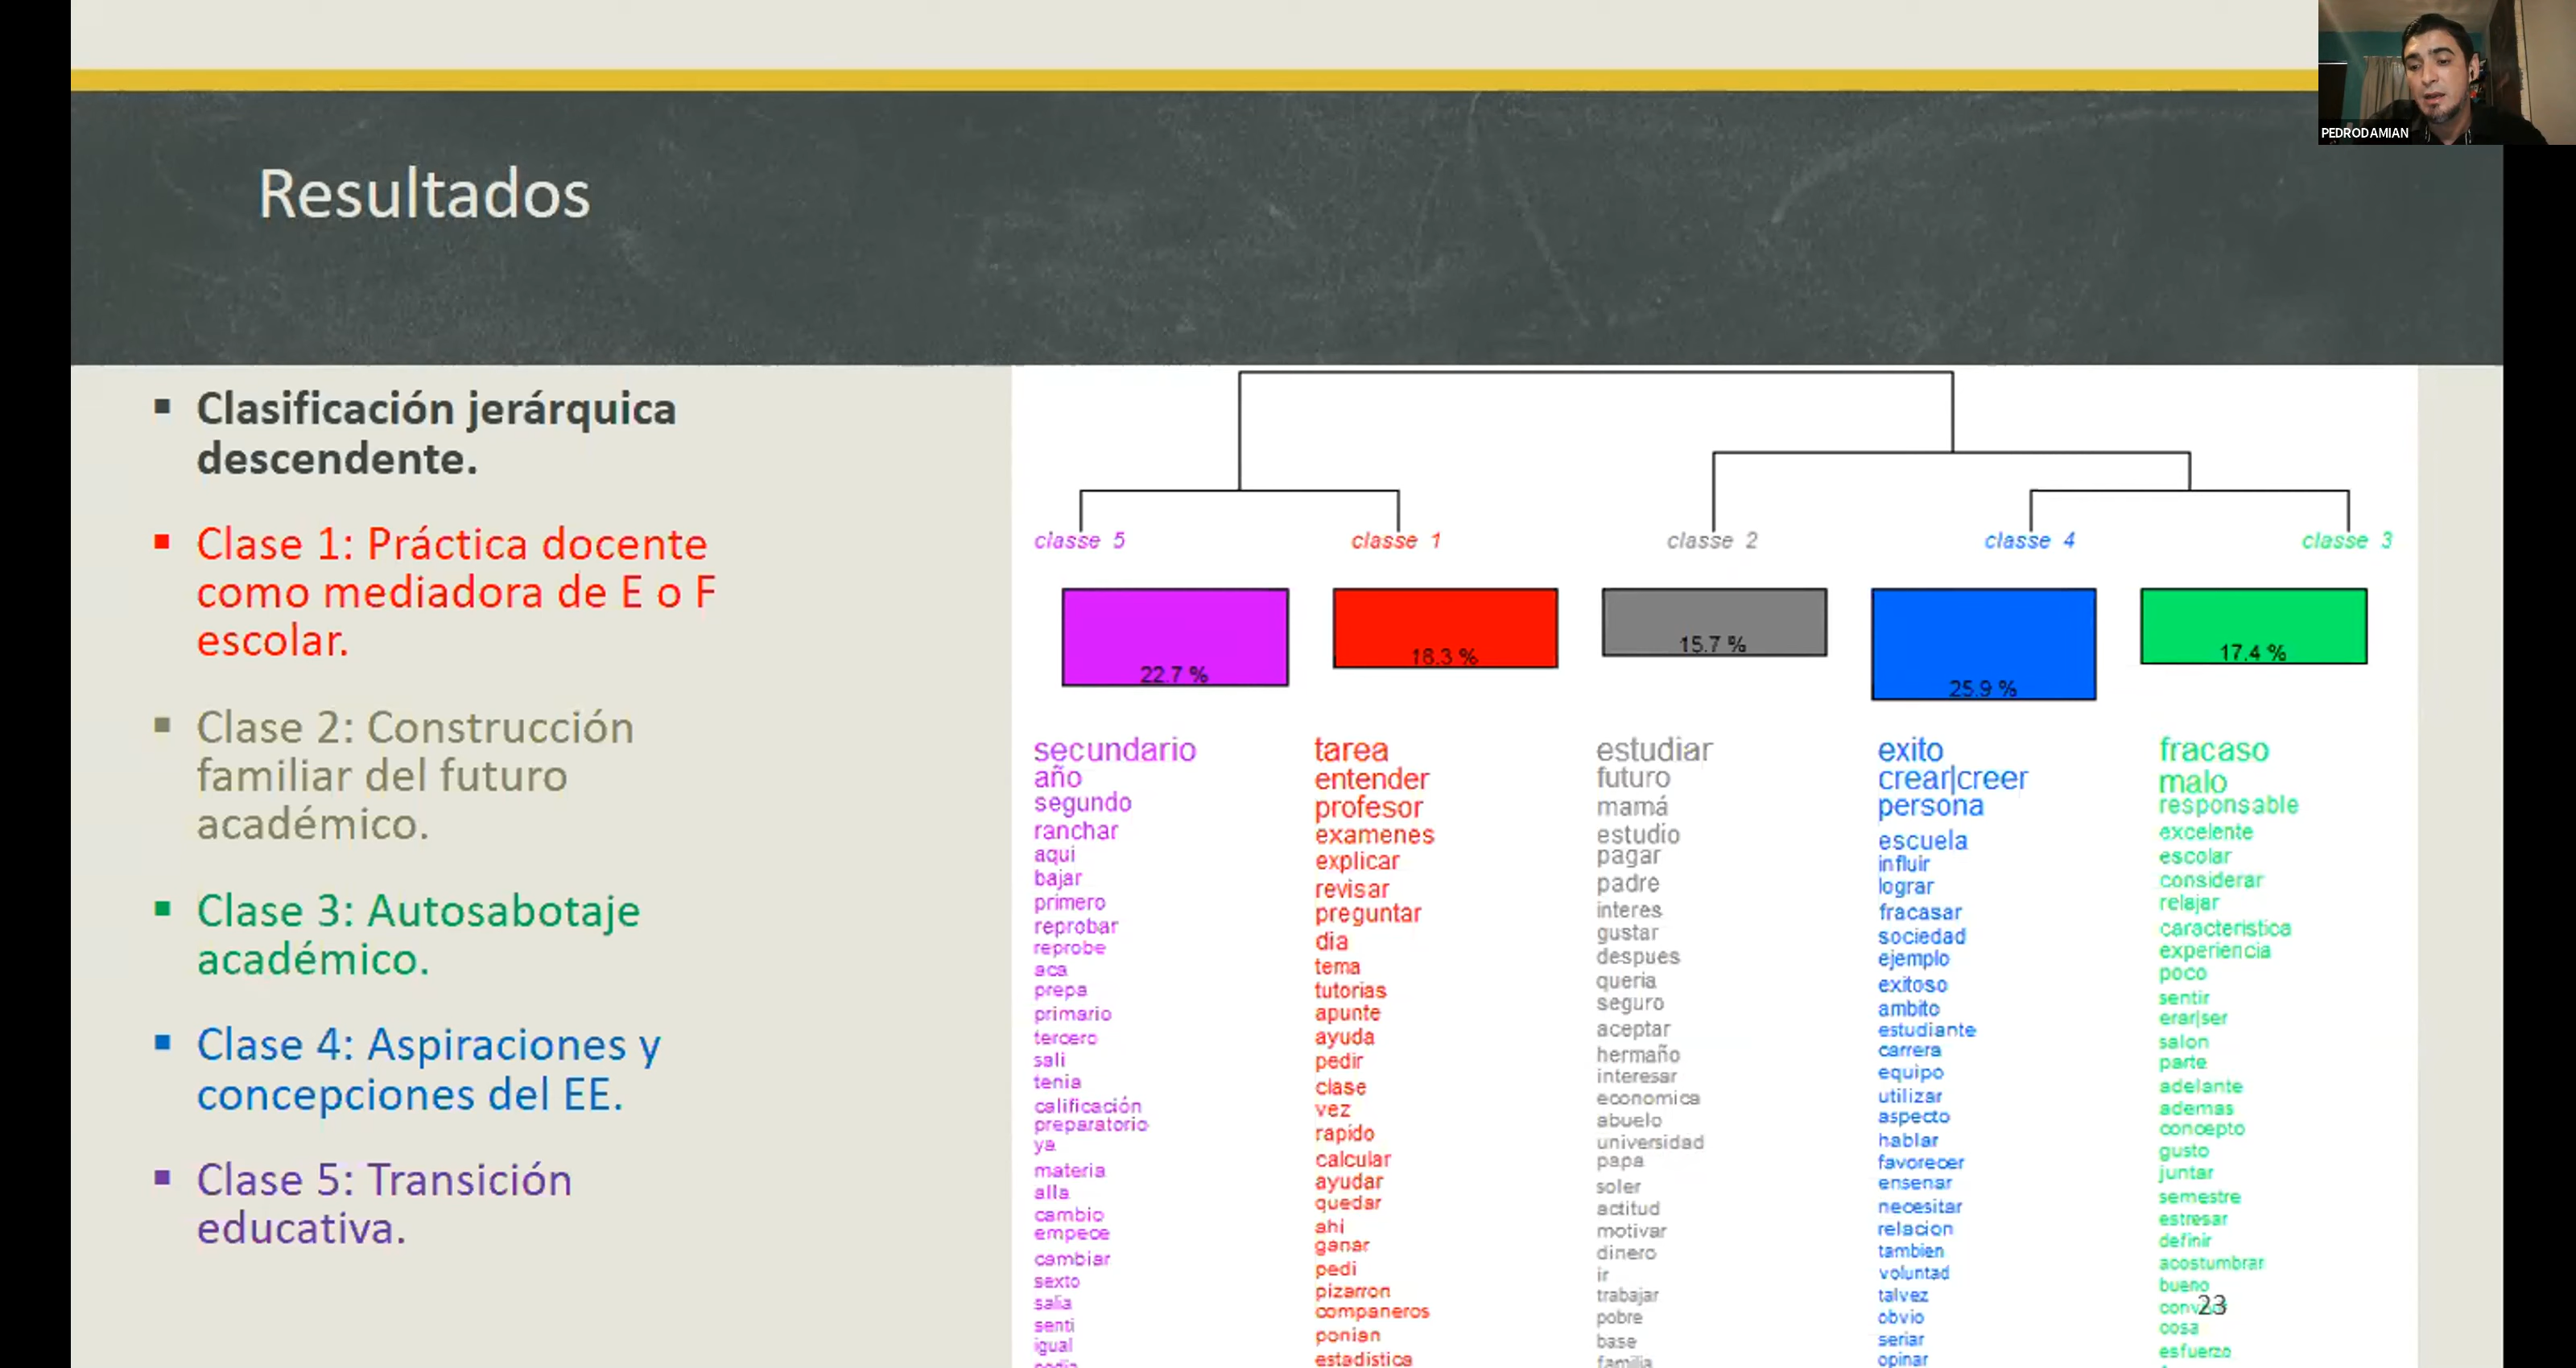 PEDRODAMIAN
Resultados
Clasificación jerárquica
descendente.
Clase 1: Práctica docente
como mediadora de E o F
escolar.
Clase 2: Construcción
familiar del futuro
académico.
Clase 3: Autosabotaje
académico.
Clase 4: Aspiraciones y
concepciones del EE.
Clase 5: Transición
educativa.
classe 5
classe 1
classe 2
classe 4
classe 3
22.7 %
18.3 %
15.7 %
25.9 %
17.4 %
secundario
año
segundo
ranchar
aqui
bajar
primero
reprobar
reprobe
aca
prepa
primario
tercero
sali
tenia
calificación
preparatorio
ya
materia
alla
cambio
empece
cambiar
sexto
salia
senti
igual
tarea
entender
profesor
examenes
explicar
revisar
preguntar
dia
tema
tutorias
apunte
ayuda
pedir
clase
vez
rapido
calcular
ayudar
quedar
ahi
ganar
pedi
pizarron
companeros
ponian
estadistica
estudiar
futuro
mamá
estudio
pagar
padre
interes
gustar
despues
queria
seguro
aceptar
hermaño
interesar
economica
abuelo
universidad
papa
soler
actitud
motivar
dinero
ir
trabajar
pobre
base
familia
exito
crear|creer
persona
escuela
influir
lograr
fracasar
sociedad
ejemplo
exitoso
ambito
estudiante
carrera
equipo
utilizar
aspecto
hablar
favorecer
ensenar
necesitar
relacion
tambien
voluntad
talvez
obvio
seriar
opinar
fracaso
malo
responsable
excelente
escolar
considerar
relajar
caracteristica
experiencia
poco
sentir
erar|ser
salon
parte
adelante
ademas
concepto
gusto
juntar
semestre
estresar
definir
acostumbrar
bueno
cosa
esfuerzo
23